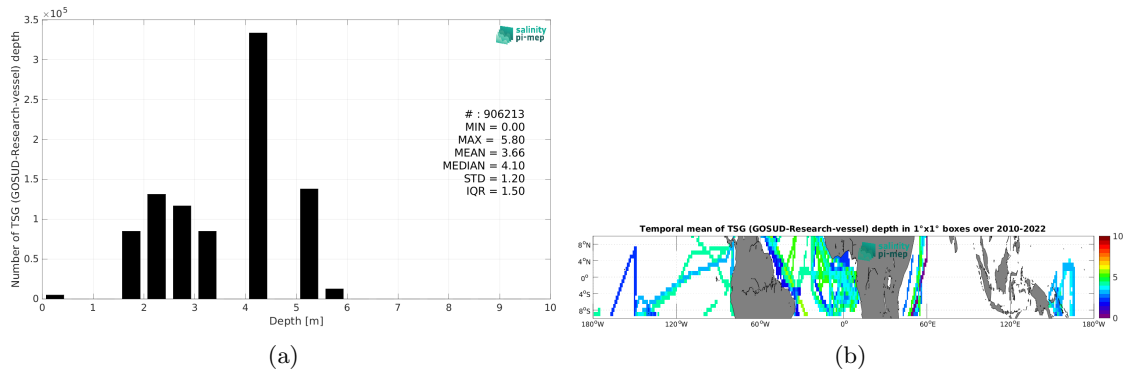 ×10⁵
3.5
3
2.5
2
1.5
1
0.5
0
Number of TSG (GOSUD-Research-vessel) depth
salinity
pi-mep
# : 906213
MIN = 0.00
MAX = 5.80
MEAN = 3.66
MEDIAN = 4.10
STD = 1.20
IQR = 1.50
0 1 2 3 4 5 6 7 8 9 10
Depth [m]
(a)
Temporal mean of TSG (GOSUD-Research-vessel) depth in 1°x1° boxes over 2010-2022
salinity
pi-mep
8°N
4°N
0°
4°S
8°S
180°W 120°W 60°W 0° 60°E 120°E 180°W
10
5
0
(b)